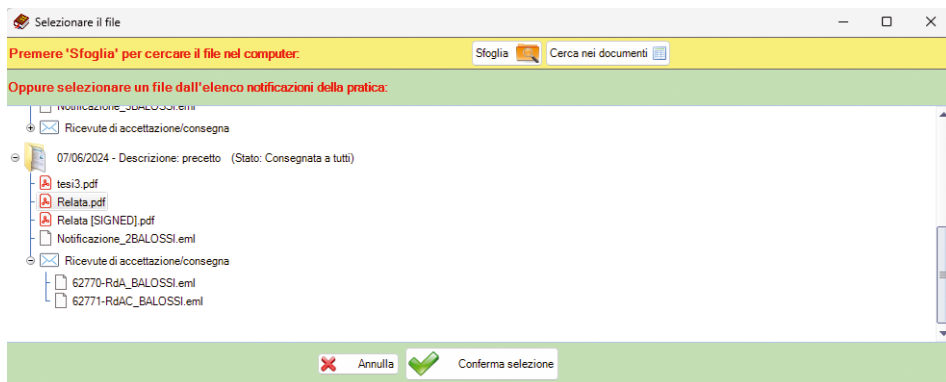 Selezionare il file
Premere 'Sfoglia' per cercare il file nel computer: Sfoglia Cerca nei documenti
Oppure selezionare un file dall'elenco notificazioni della pratica:
Notificazione_3BALOSSI.eml
Ricevute di accettazione/consegna
07/06/2024 - Descrizione: precetto (Stato: Consegnata a tutti)
tesi3.pdf
Relata.pdf
Relata [SIGNED].pdf
Notificazione_2BALOSSI.eml
Ricevute di accettazione/consegna
62770-RdA_BALOSSI.eml
62771-RdAC_BALOSSI.eml
Annulla Conferma selezione